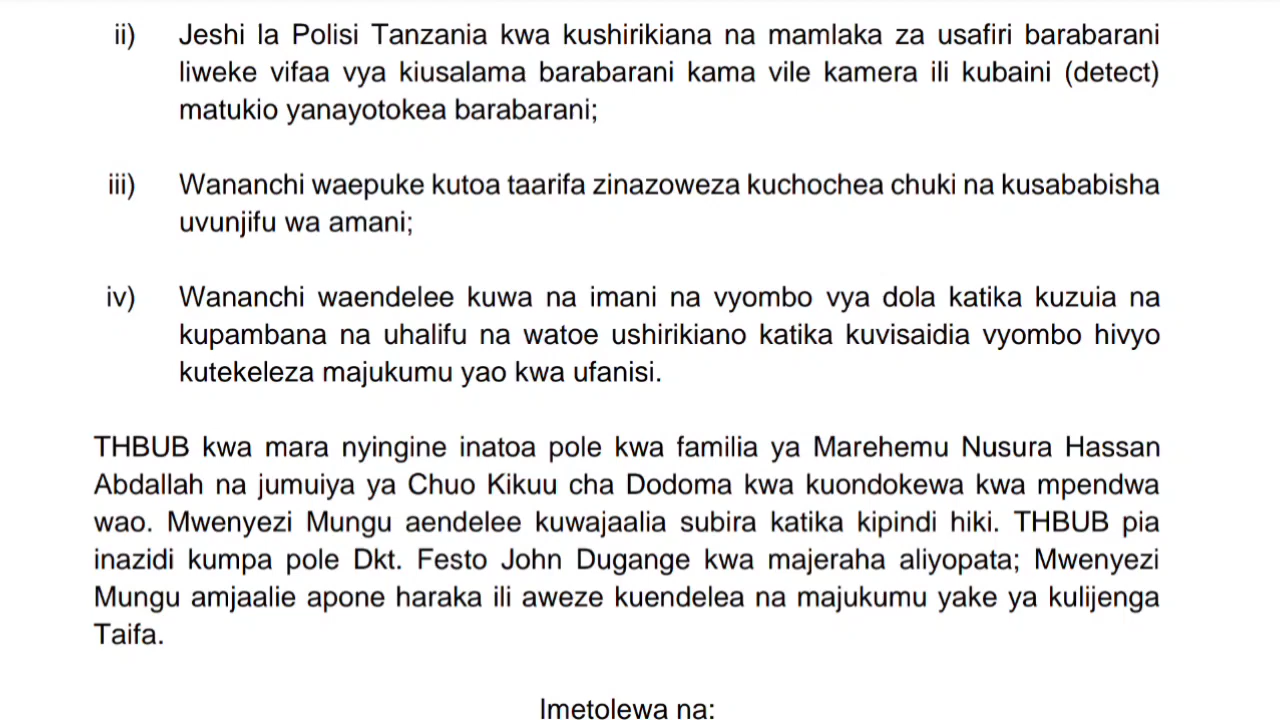 ii) Jeshi la Polisi Tanzania kwa kushirikiana na mamlaka za usafiri barabarani
liweke vifaa vya kiusalama barabarani kama vile kamera ili kubaini (detect)
matukio yanayotokea barabarani;
iii) Wananchi waepuke kutoa taarifa zinazoweza kuchochea chuki na kusababisha
uvunjifu wa amani;
iv) Wananchi waendelee kuwa na imani na vyombo vya dola katika kuzuia na
kupambana na uhalifu na watoe ushirikiano katika kuvisaidia vyombo hivyo
kutekeleza majukumu yao kwa ufanisi.
THBUB kwa mara nyingine inatoa pole kwa familia ya Marehemu Nusura Hassan
Abdallah na jumuiya ya Chuo Kikuu cha Dodoma kwa kuondokewa kwa mpendwa
wao. Mwenyezi Mungu aendelee kuwajaalia subira katika kipindi hiki. THBUB pia
inazidi kumpa pole Dkt. Festo John Dugange kwa majeraha aliyopata; Mwenyezi
Mungu amjaalie apone haraka ili aweze kuendelea na majukumu yake ya kulijenga
Taifa.
Imetolewa na: